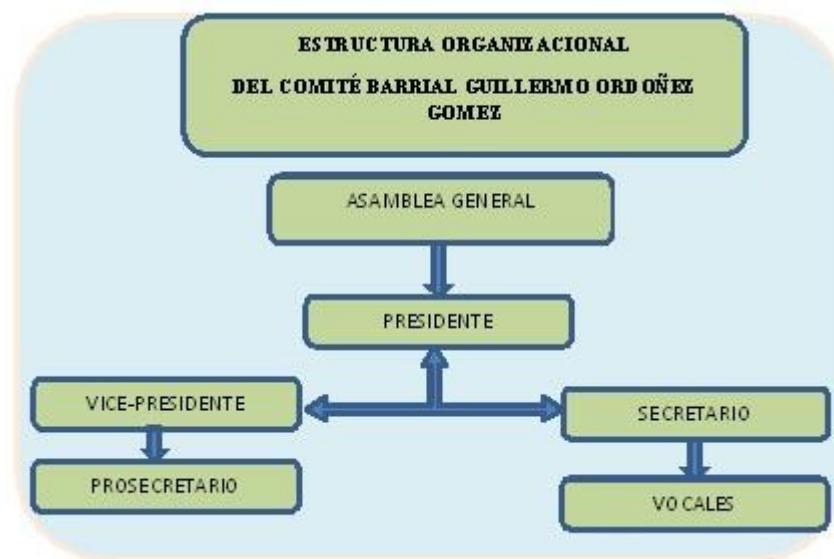 ESTRUCTURA ORGANIZACIONAL
DEL COMITÉ BARRIAL GUILLERMO ORDOÑEZ
GOMEZ
ASAMBLEA GENERAL
PRESIDENTE
VICE-PRESIDENTE
SECRETARIO
PROSECRETARIO
VOCALES